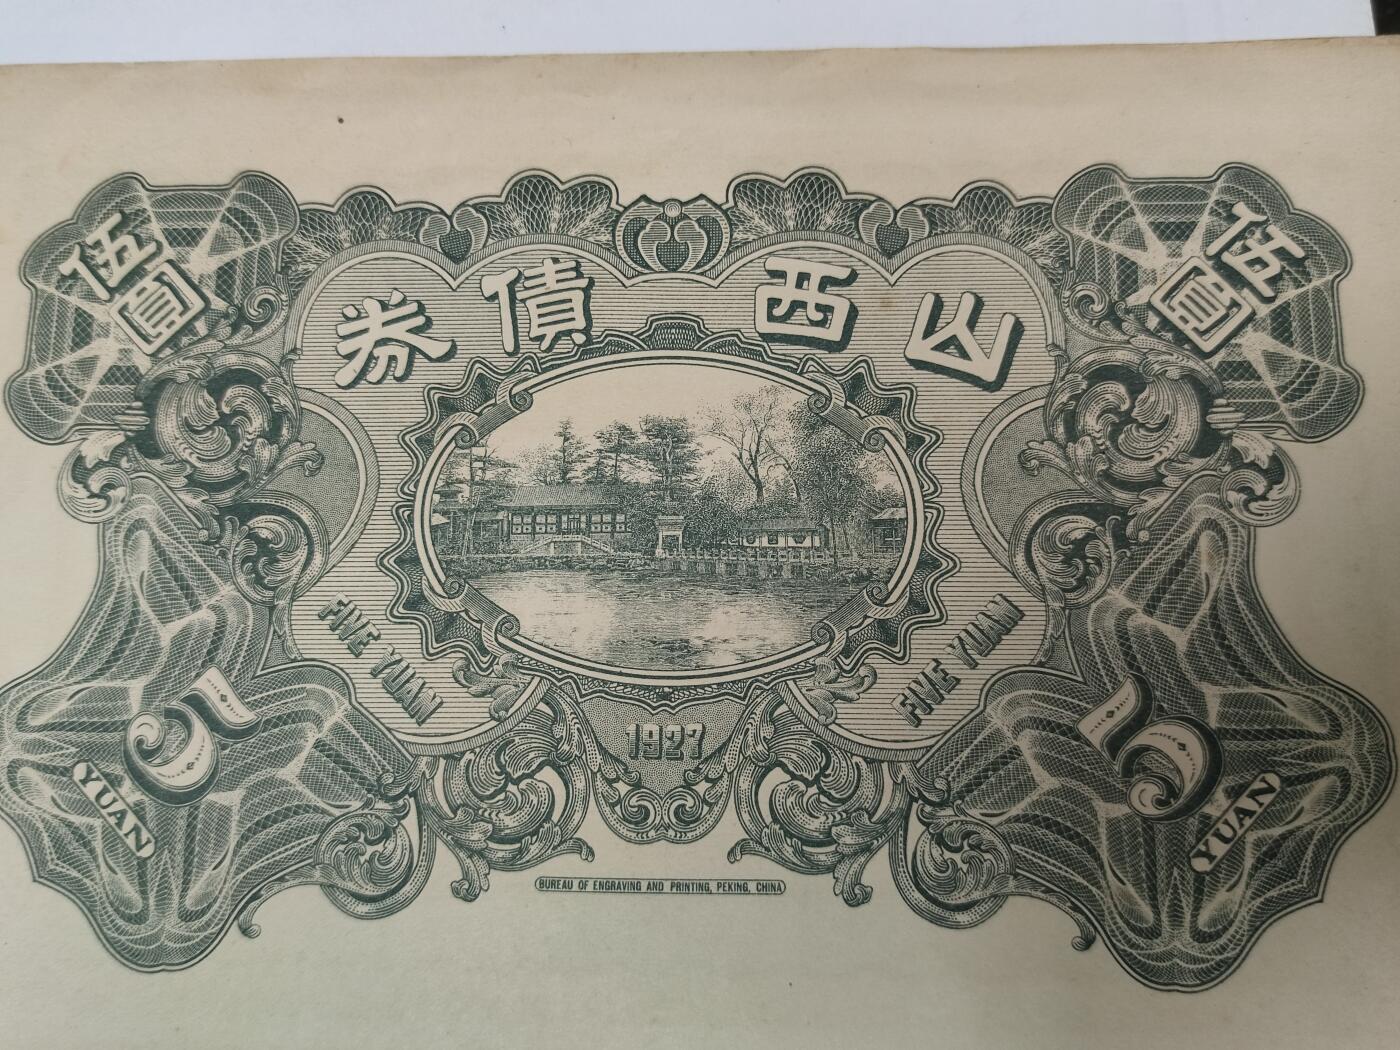 伍圓
伍圓
山西債券
FIVE YUAN
FIVE YUAN
1927
5
YUAN
5
YUAN
BUREAU OF ENGRAVING AND PRINTING, PEKING, CHINA